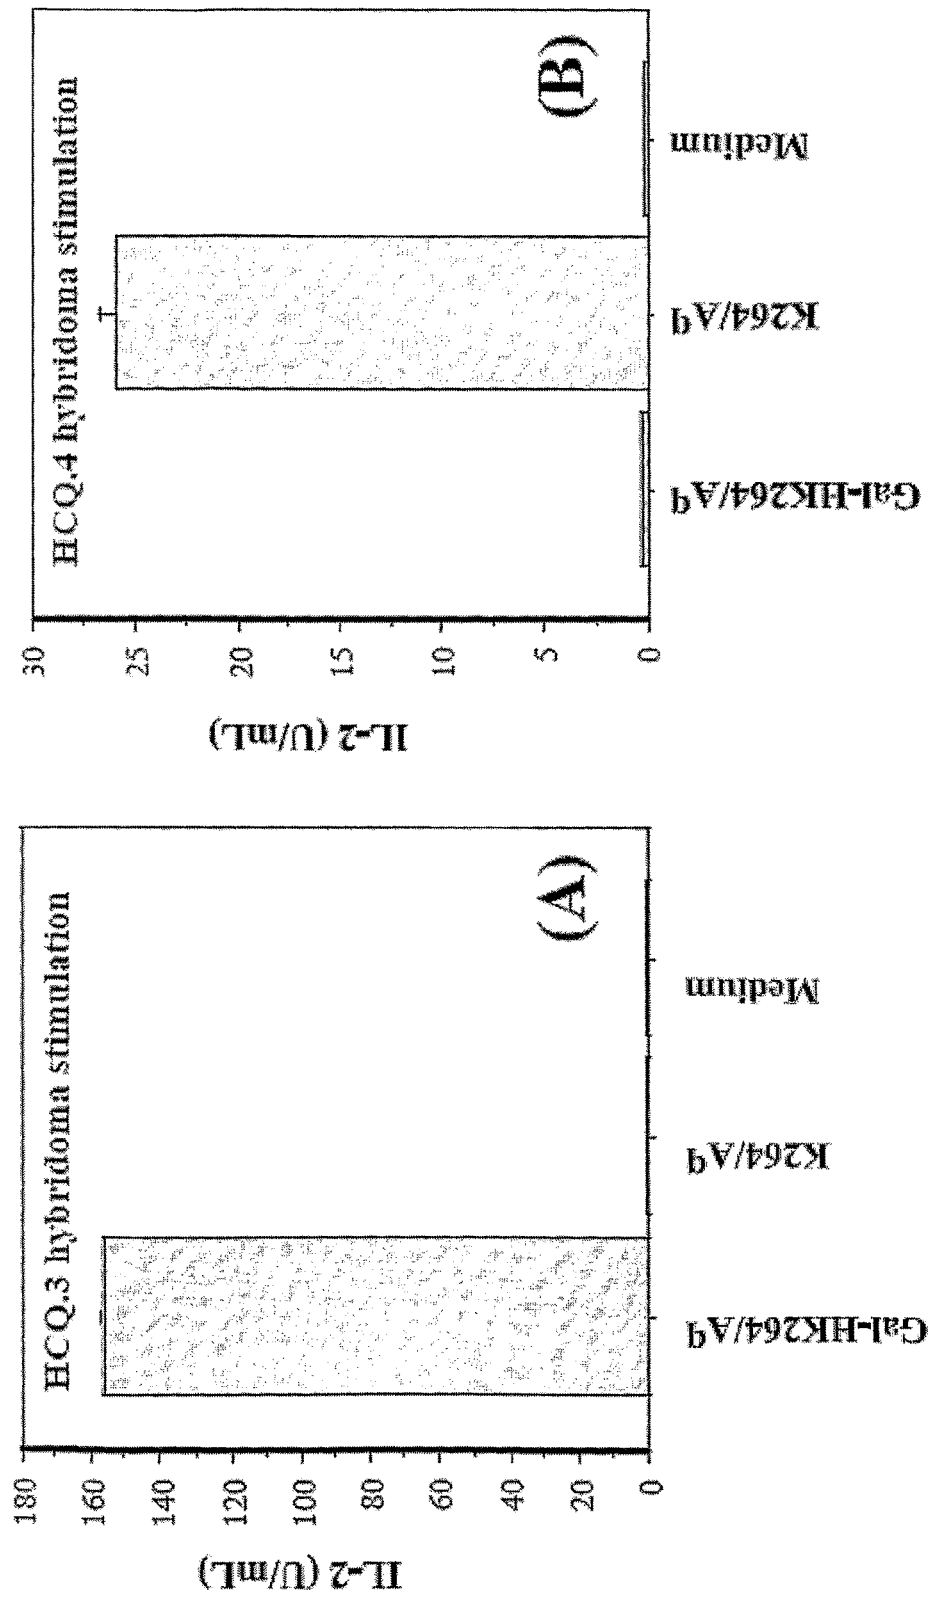 HCQ.3 hybridoma stimulation
IL-2 (U/mL)
180
160
140
120
100
80
60
40
20
0
(A)
Gal-HK264/Aq
K264/Aq
Medium
HCQ.4 hybridoma stimulation
IL-2 (U/mL)
30
25
20
15
10
5
0
(B)
Gal-HK264/Aq
K264/Aq
Medium